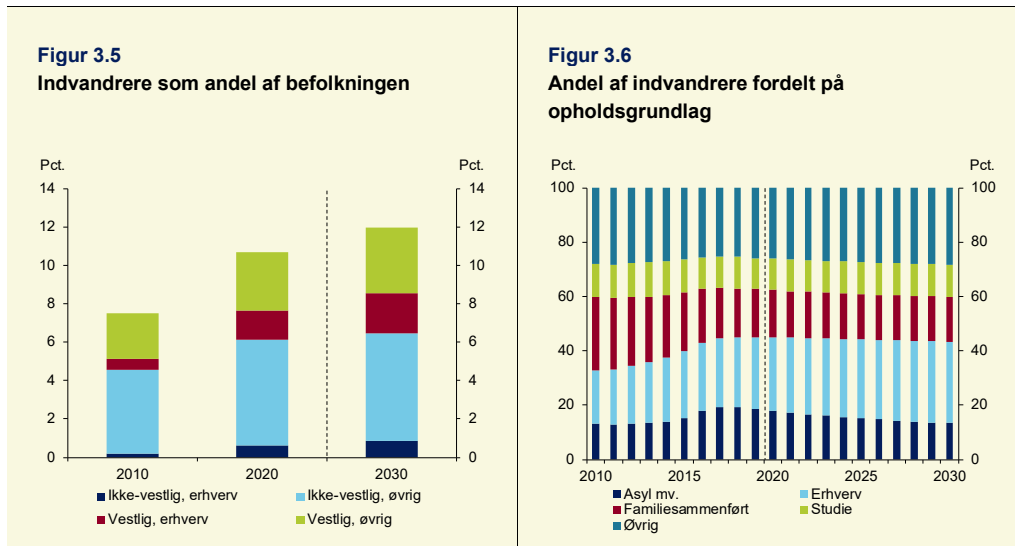 Figur 3.5
Indvandrere som andel af befolkningen
Pct. Pct.
14 14
12 12
10 10
8 8
6 6
4 4
2 2
0 0
2010 2020 2030
Ikke-vestlig, erhverv Ikke-vestlig, øvrig
Vestlig, erhverv Vestlig, øvrig
Figur 3.6
Andel af indvandrere fordelt på
opholdsgrundlag
Pct. Pct.
100 100
80 80
60 60
40 40
20 20
0 0
2010 2015 2020 2025 2030
Asyl mv. Erhverv
Familiesammenført Studie
Øvrig